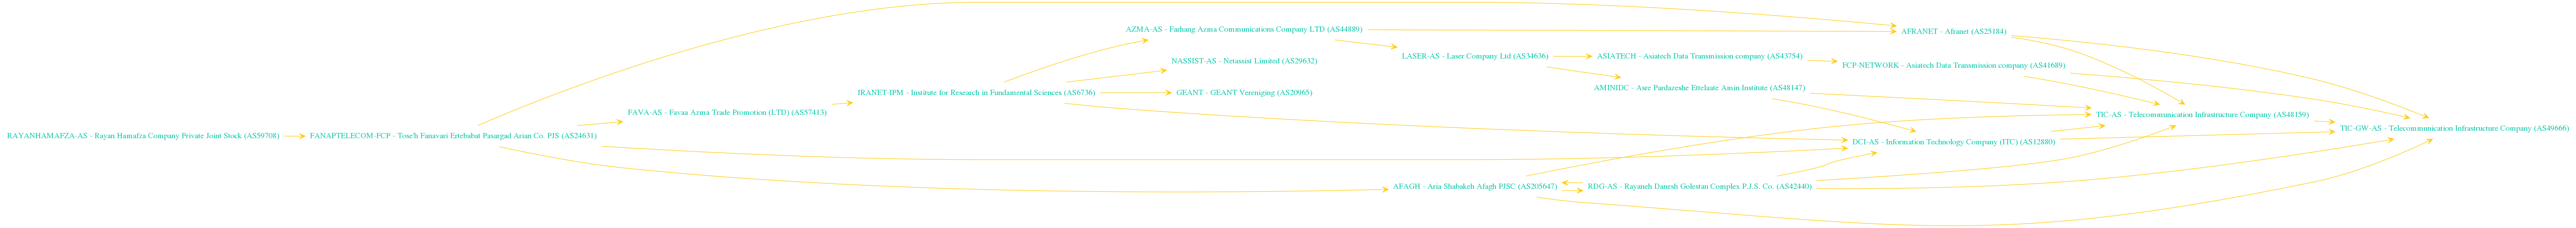 RAYANHAMAFZA-AS - Rayan Hamafza Company Private Joint Stock (AS59708)
FANAPTELECOM-FCP - Tose'h Fanavari Ertebabat Pasargad Arian Co. PJS (AS24631)
FAVA-AS - Favaa Azma Trade Promotion (LTD) (AS57413)
IRANET-IPM - Institute for Research in Fundamental Sciences (AS6736)
AZMA-AS - Farhang Azma Communications Company LTD (AS44889)
NASSIST-AS - Netassist Limited (AS29632)
GEANT - GEANT Vereniging (AS20965)
LASER-AS - Laser Company Ltd (AS34636)
AFAGH - Aria Shabakeh Afagh PJSC (AS205647)
ASIATECH - Asiatech Data Transmission company (AS43754)
AMINIDC - Asre Pardazeshe Ettelaate Amin Institute (AS48147)
RDG-AS - Rayaneh Danesh Golestan Complex P.J.S. Co. (AS42440)
AFRANET - Afranet (AS25184)
FCP-NETWORK - Asiatech Data Transmission company (AS41689)
DCI-AS - Information Technology Company (ITC) (AS12880)
TIC-AS - Telecommunication Infrastructure Company (AS48159)
TIC-GW-AS - Telecommunication Infrastructure Company (AS49666)